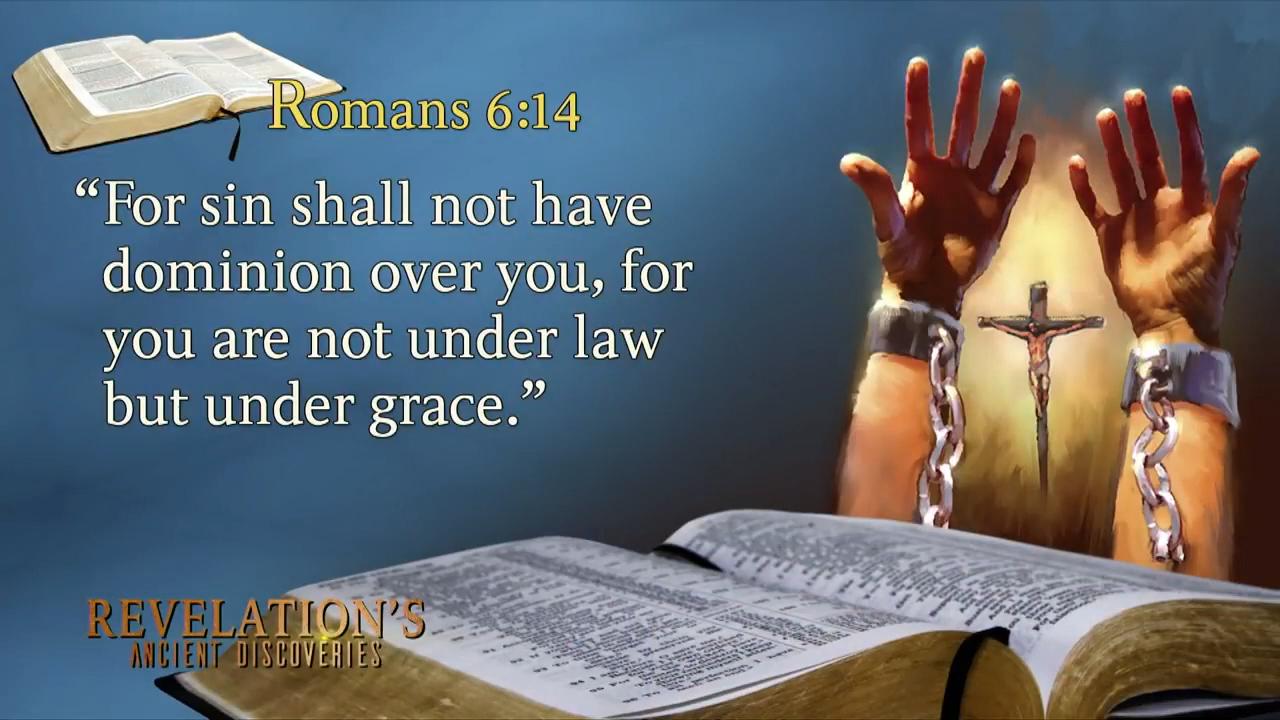 Romans 6:14
“For sin shall not have
dominion over you, for
you are not under law
but under grace.”
REVELATION'S
ANCIENT DISCOVERIES